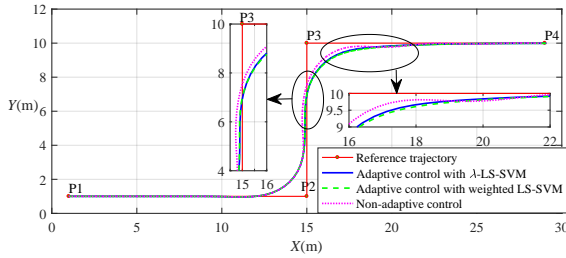 P3
10
8
6
4
15 16
P3
P4
10
9.5
9
16 18 20 22
P1
P2
Reference trajectory
Adaptive control with λ-LS-SVM
Adaptive control with weighted LS-SVM
Non-adaptive control
12
10
8
6
4
2
0
Y(m)
0 5 10 15 20 25 30
X(m)